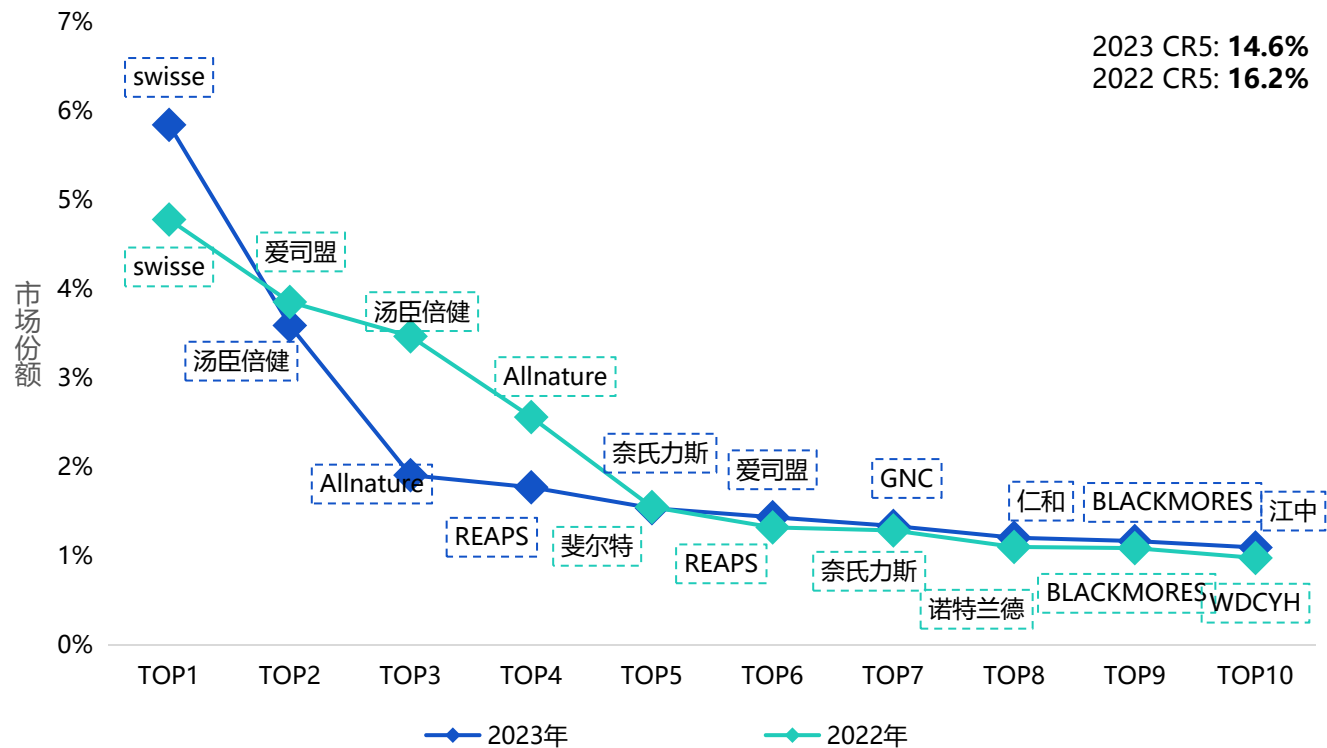 2023 CR5: 14.6%
2022 CR5: 16.2%
市场份额
7%
6%
5%
4%
3%
2%
1%
0%
swisse
swisse
爱司盟
汤臣倍健
汤臣倍健
Allnature
Allnature
REAPS
奈氏力斯
斐尔特
爱司盟
REAPS
GNC
奈氏力斯
仁和
诺特兰德
BLACKMORES
BLACKMORES
江中
WDCYH
TOP1 TOP2 TOP3 TOP4 TOP5 TOP6 TOP7 TOP8 TOP9 TOP10
2023年 2022年